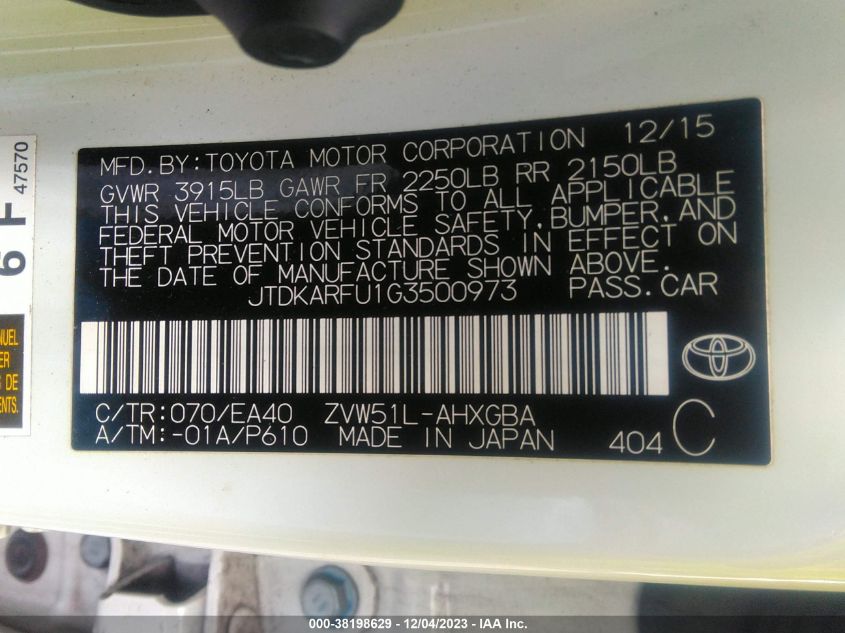 MFD.BY:TOYOTA MOTOR CORPORATION 12/15
GVWR 3915LB GAWR FR 2250LB RR 2150LB
THIS VEHICLE CONFORMS TO ALL APPLICABLE
FEDERAL MOTOR VEHICLE SAFETY,BUMPER,AND
THEFT PREVENTION STANDARDS IN EFFECT ON
THE DATE OF MANUFACTURE SHOWN ABOVE.
JTDKARFU1G3500973 PASS.CAR
C/TR:070/EA40 ZVW51L-AHXGBA
A/TM:-01A/P610 MADE IN JAPAN 404 C
6 F
47570
DE
000-38198629 - 12/04/2023 - IAA Inc.